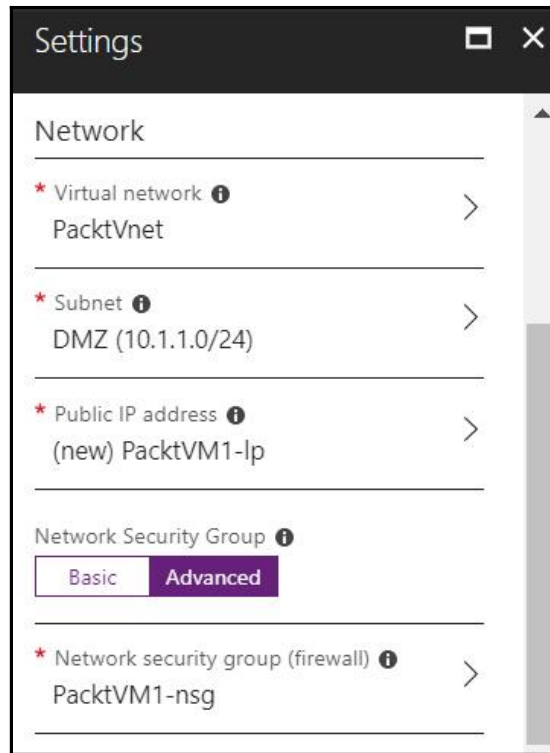 Settings
Network
* Virtual network
PacktVnet
* Subnet
DMZ (10.1.1.0/24)
* Public IP address
(new) PacktVM1-lp
Network Security Group
Basic Advanced
* Network security group (firewall)
PacktVM1-nsg